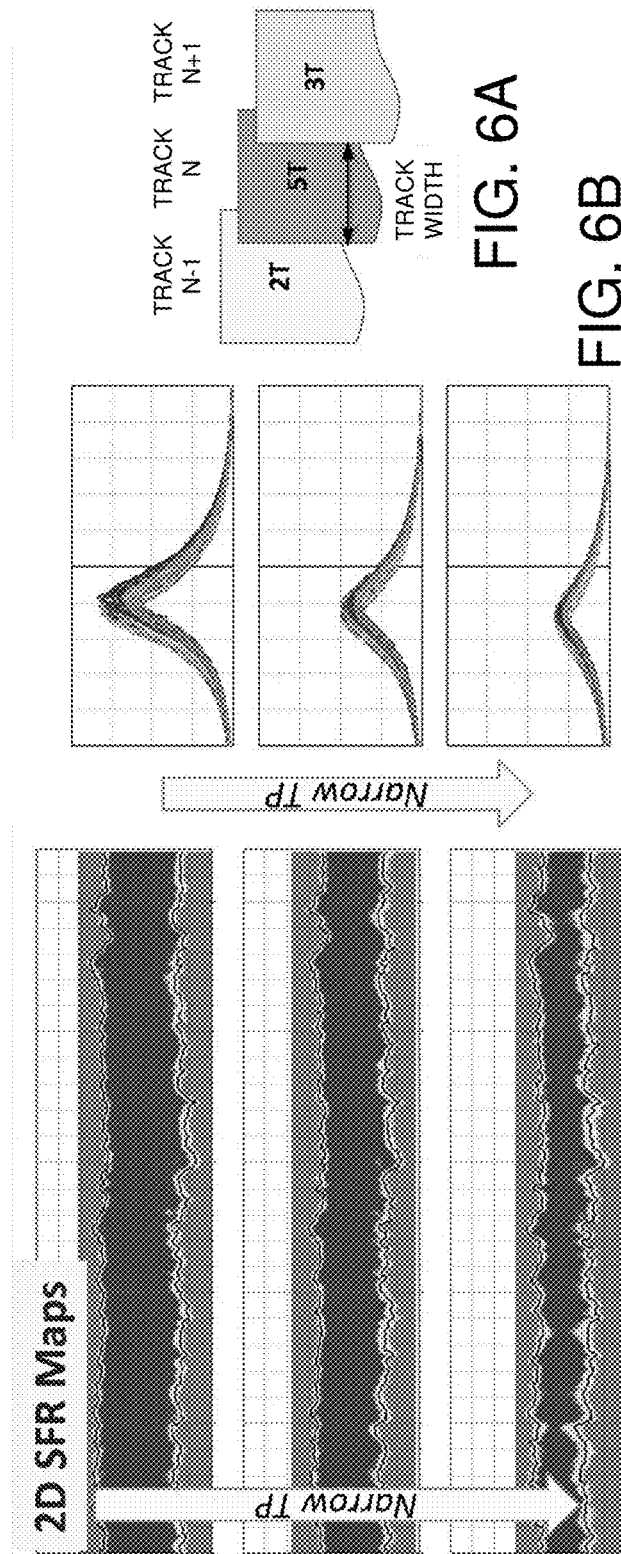 2D SFR Maps
Narrow TP
Narrow TP
TRACK
N-1
TRACK
N
TRACK
N+1
2T
5T
3T
TRACK
WIDTH
FIG. 6A
FIG. 6B